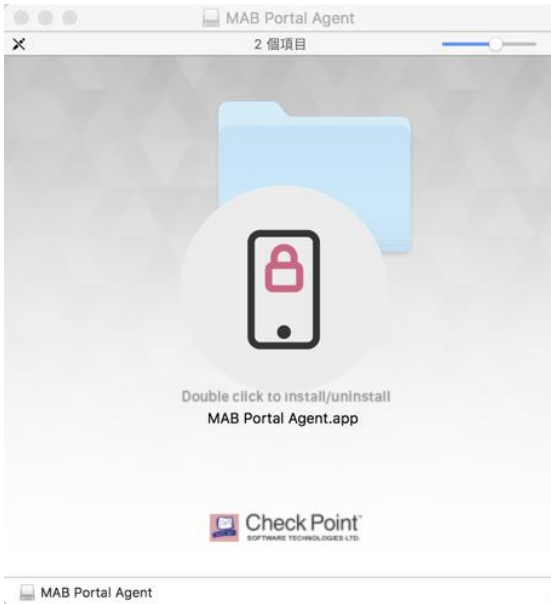 MAB Portal Agent
2 個項目
Double click to install/uninstall
MAB Portal Agent.app
Check Point™
SOFTWARE TECHNOLOGIES LTD.
MAB Portal Agent